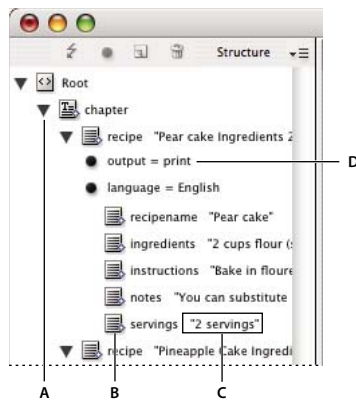 Structure
Root
chapter
recipe "Pear cake Ingredients 2
output = print
D
language = English
recipename "Pear cake"
ingredients "2 cups flour (
instructions "Bake in floure
notes "You can substitute
servings "2 servings"
recipe "Pineapple Cake Ingredi
A B C